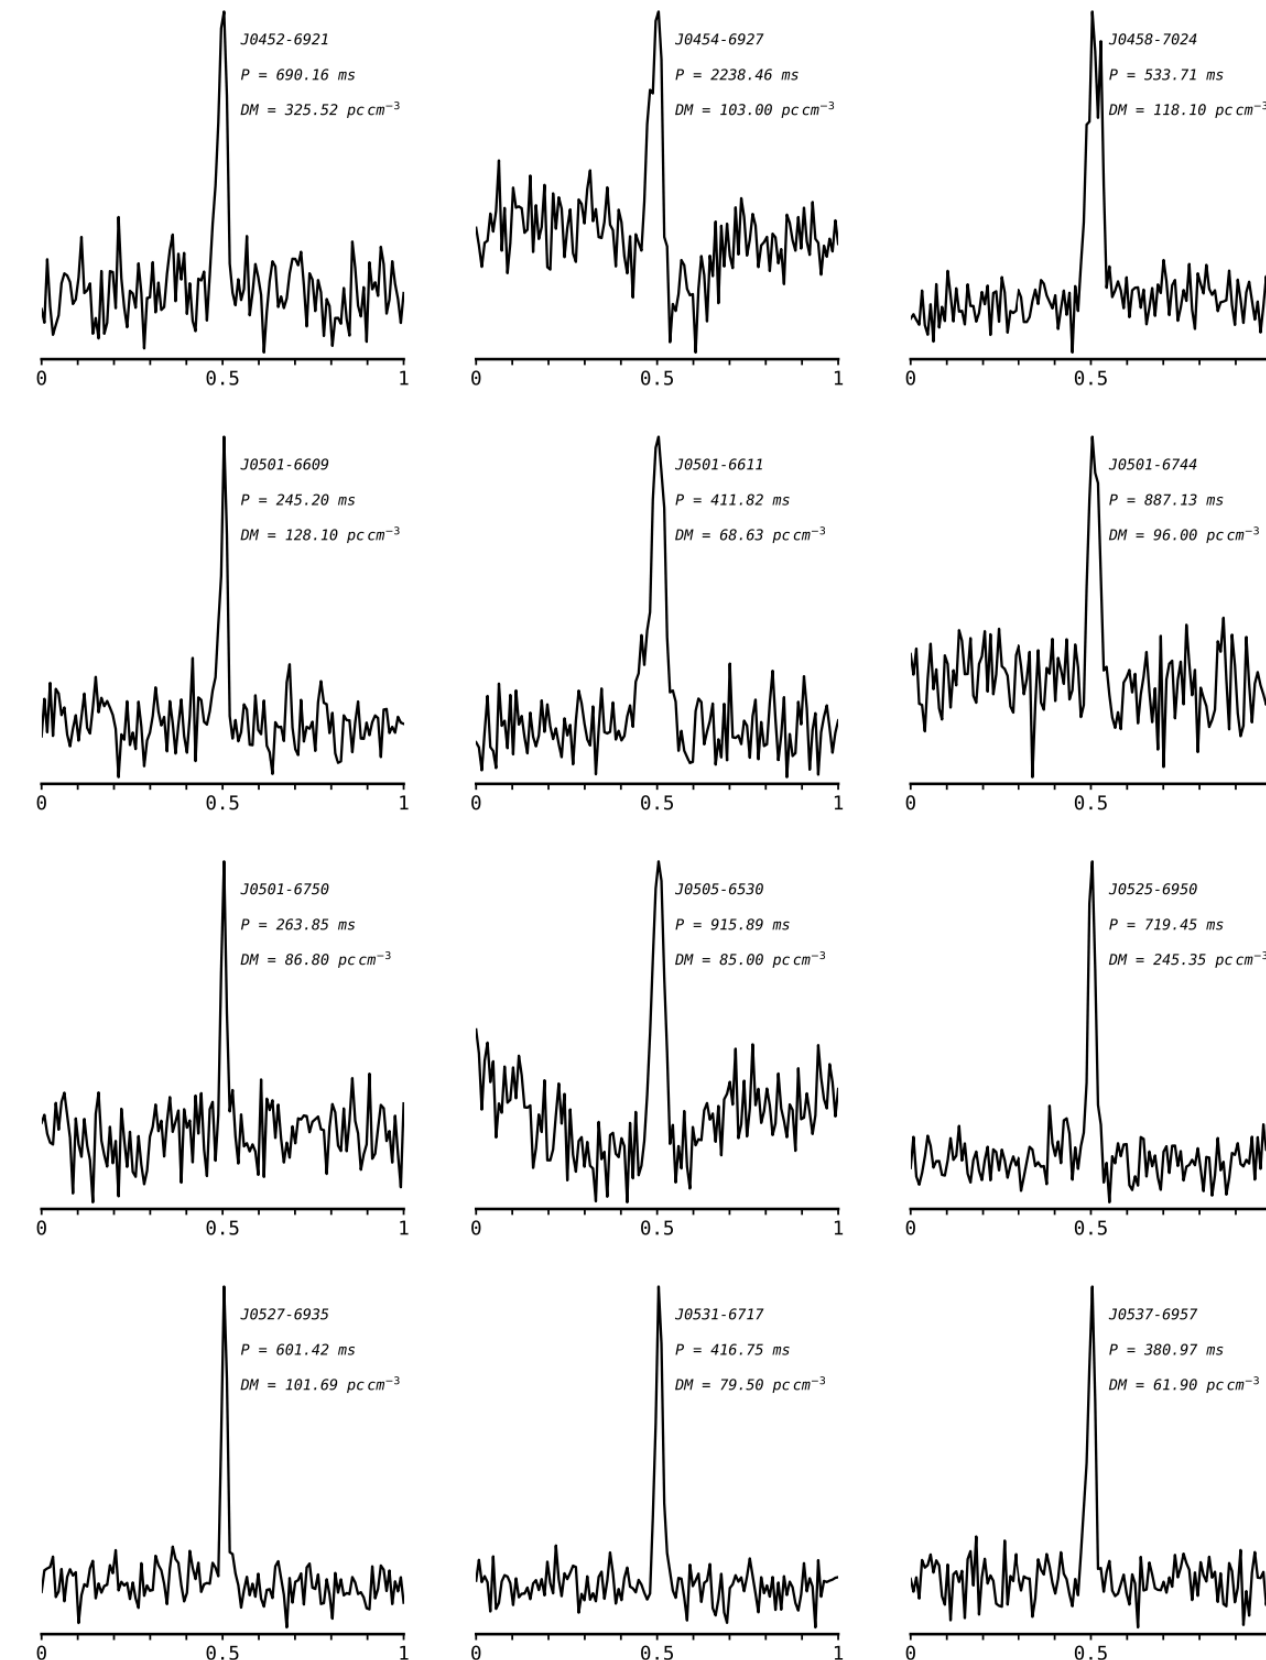 J0452-6921
P = 690.16 ms
DM = 325.52 pc cm⁻³
0 0.5 1
J0454-6927
P = 2238.46 ms
DM = 103.00 pc cm⁻³
0 0.5 1
J0458-7024
P = 533.71 ms
DM = 118.10 pc cm⁻³
0 0.5
J0501-6609
P = 245.20 ms
DM = 128.10 pc cm⁻³
0 0.5 1
J0501-6611
P = 411.82 ms
DM = 68.63 pc cm⁻³
0 0.5 1
J0501-6744
P = 887.13 ms
DM = 96.00 pc cm⁻³
0 0.5
J0501-6750
P = 263.85 ms
DM = 86.80 pc cm⁻³
0 0.5 1
J0505-6530
P = 915.89 ms
DM = 85.00 pc cm⁻³
0 0.5 1
J0525-6950
P = 719.45 ms
DM = 245.35 pc cm⁻³
0 0.5
J0527-6935
P = 601.42 ms
DM = 101.69 pc cm⁻³
0 0.5 1
J0531-6717
P = 416.75 ms
DM = 79.50 pc cm⁻³
0 0.5 1
J0537-6957
P = 380.97 ms
DM = 61.90 pc cm⁻³
0 0.5